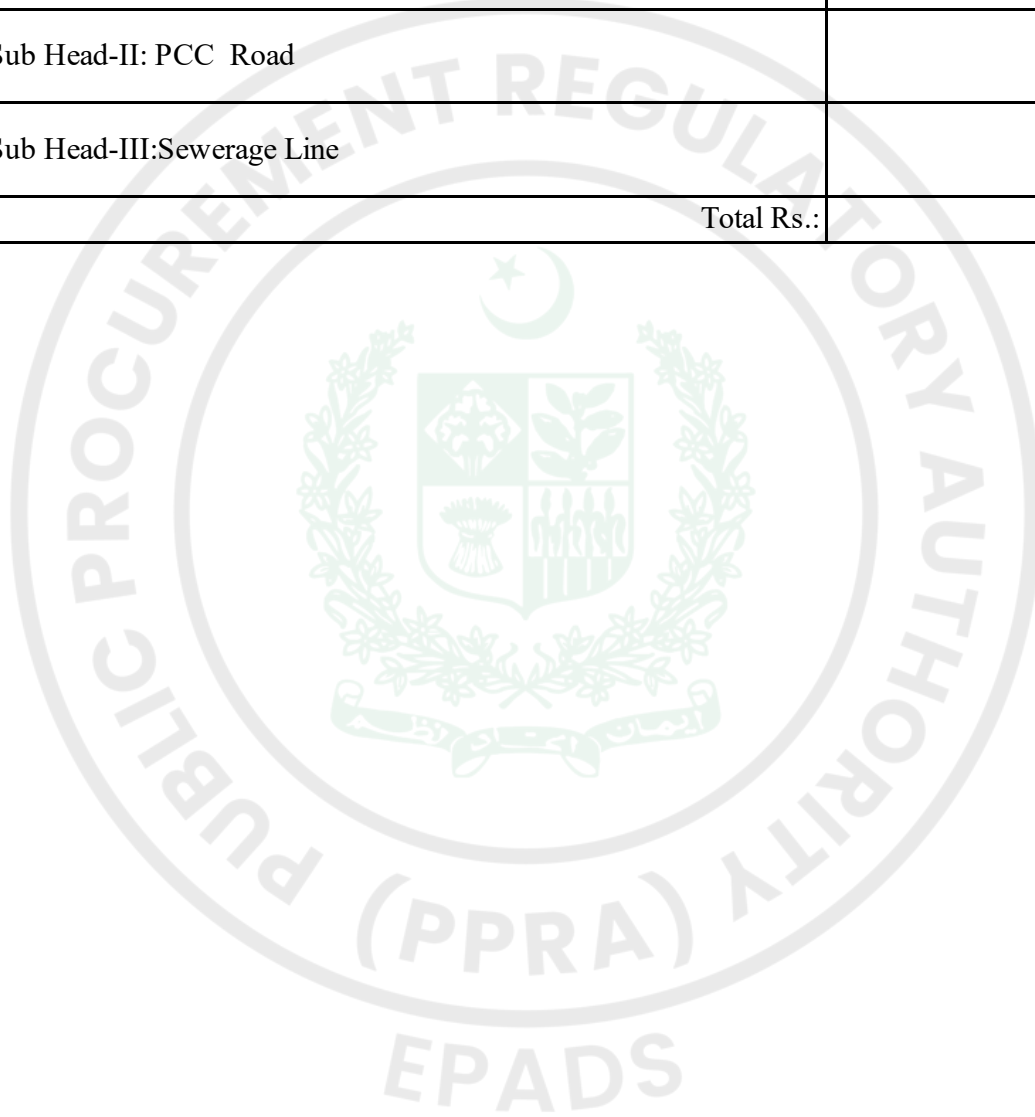 Sub Head-II: PCC  Road
Sub Head-III:Sewerage Line
Total Rs.:
PUBLIC PROCUREMENT REGULATORY AUTHORITY
(PPRA)
EPADS